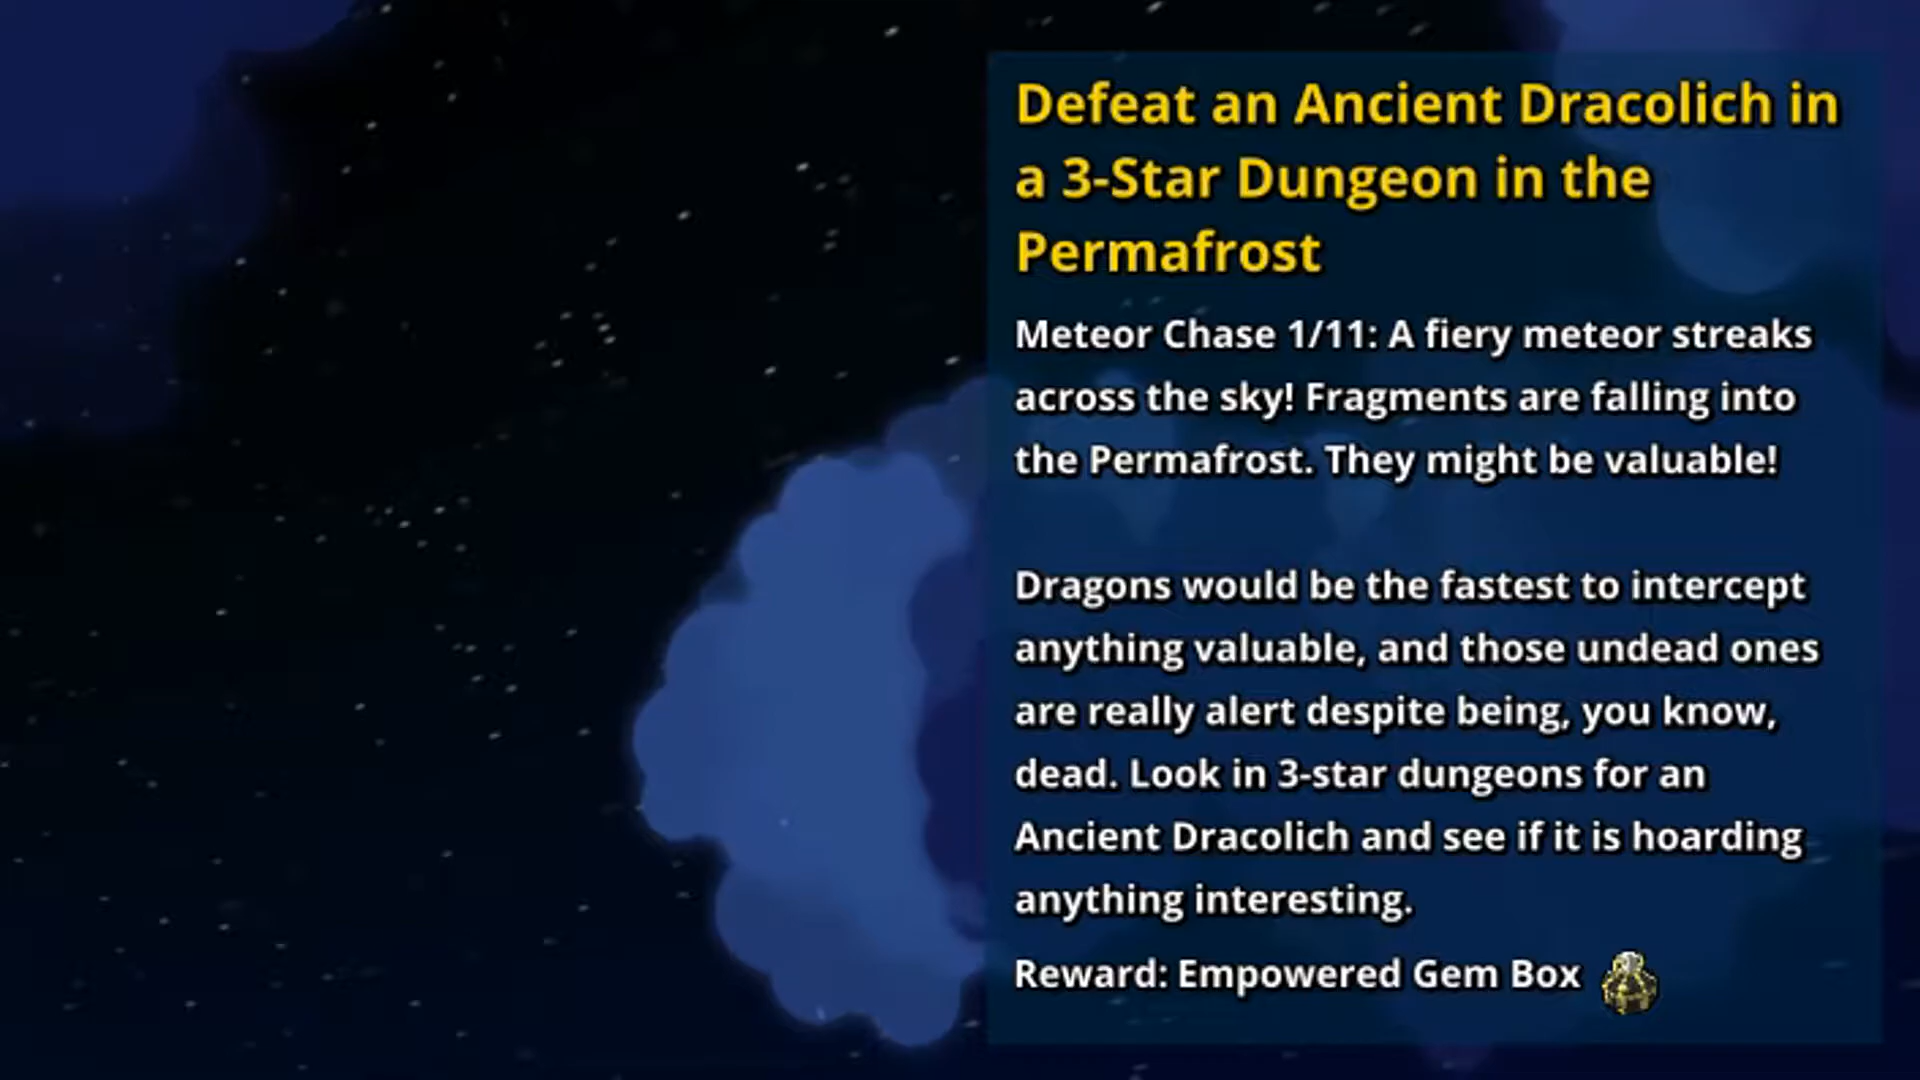 Defeat an Ancient Dracolich in
a 3-Star Dungeon in the
Permafrost
Meteor Chase 1/11: A fiery meteor streaks
across the sky! Fragments are falling into
the Permafrost. They might be valuable!
Dragons would be the fastest to intercept
anything valuable, and those undead ones
are really alert despite being, you know,
dead. Look in 3-star dungeons for an
Ancient Dracolich and see if it is hoarding
anything interesting.
Reward: Empowered Gem Box